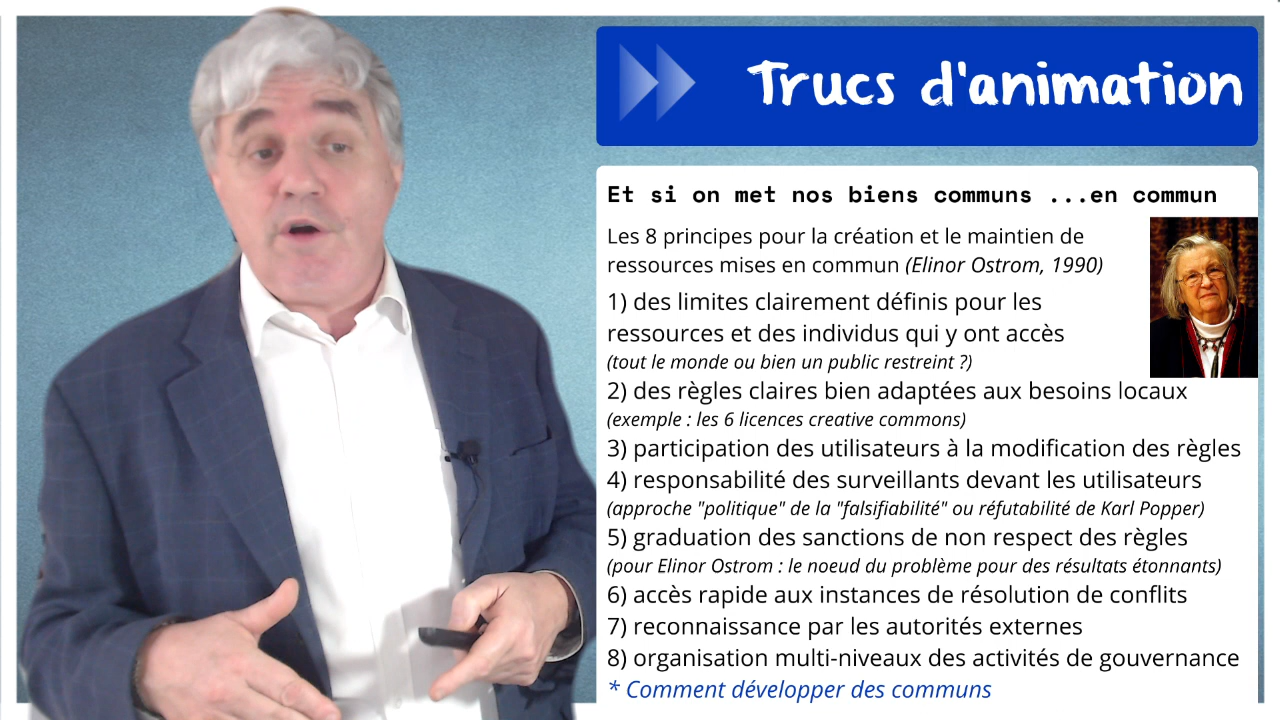 Trucs d'animation
Et si on met nos biens communs ...en commun
Les 8 principes pour la création et le maintien de
ressources mises en commun (Elinor Ostrom, 1990)
1) des limites clairement définis pour les
ressources et des individus qui y ont accès
(tout le monde ou bien un public restreint ?)
2) des règles claires bien adaptées aux besoins locaux
(exemple : les 6 licences creative commons)
3) participation des utilisateurs à la modification des règles
4) responsabilité des surveillants devant les utilisateurs
(approche "politique" de la "falsifiabilité" ou réfutabilité de Karl Popper)
5) graduation des sanctions de non respect des règles
(pour Elinor Ostrom : le noeud du problème pour des résultats étonnants)
6) accès rapide aux instances de résolution de conflits
7) reconnaissance par les autorités externes
8) organisation multi-niveaux des activités de gouvernance
* Comment développer des communs